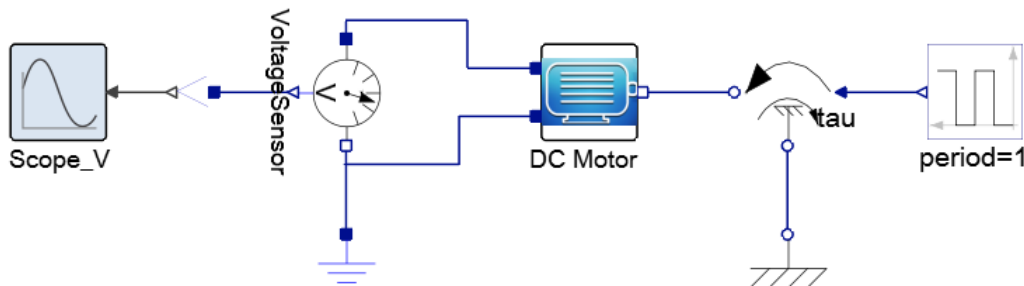 Scope_V
VoltageSensor
V
DC Motor
tau
period=1